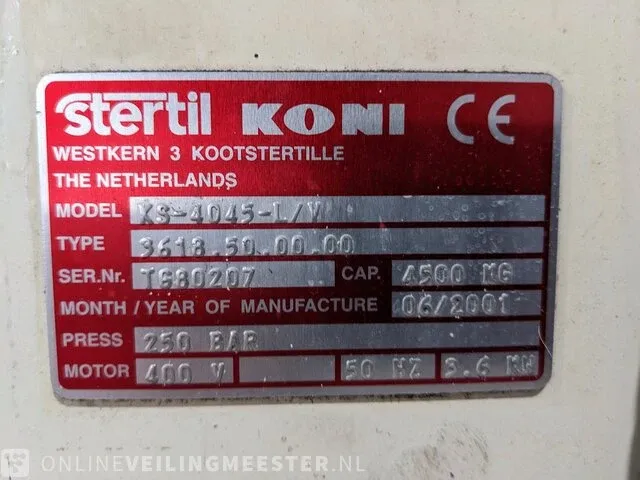 stertil KONI CE
WESTKERN 3 KOOTSTERTILLE
THE NETHERLANDS
MODEL KS-4045-L/V
TYPE 9618.50.00.00
SER.Nr. TG80207 CAP. 4500 KG
MONTH / YEAR OF MANUFACTURE 06/2001
PRESS 250 BAR
MOTOR 400 V 50 HZ 3.6 KW
ONLINEVEILINGMEESTER.NL